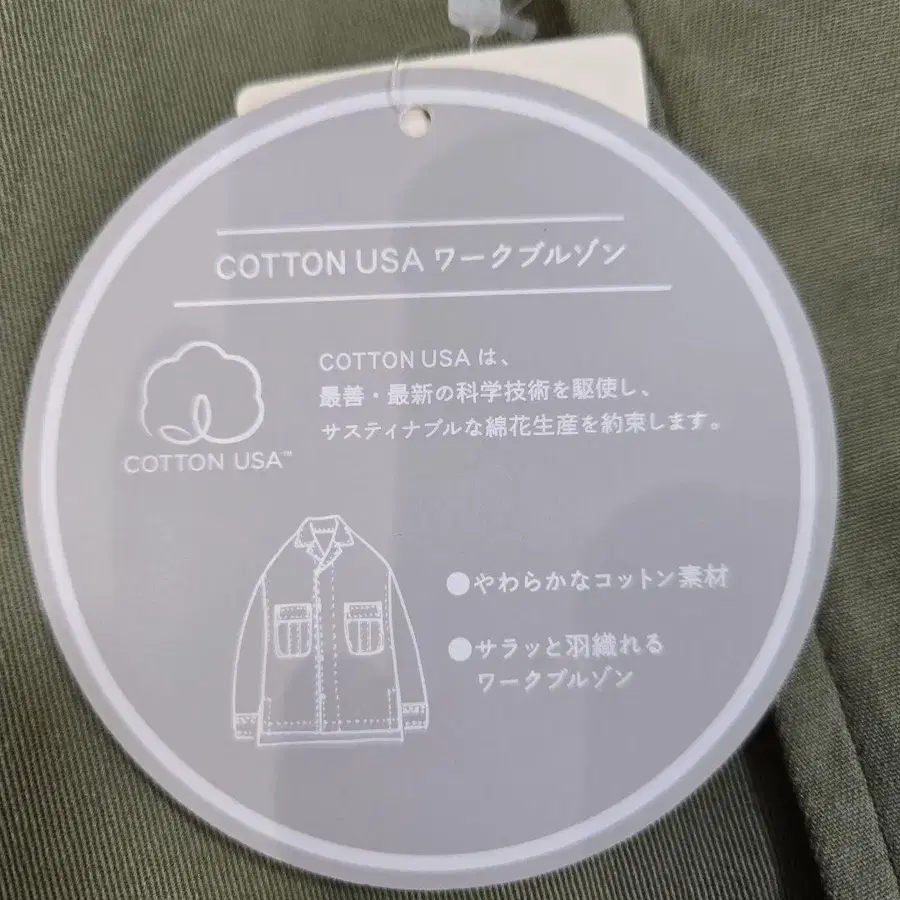 COTTON USA ワークブルゾン
COTTON USA は、
最善・最新の科学技術を駆使し、
サスティナブルな綿花生産を約束します。
COTTON USA™
●やわらかなコットン素材
●サラッと羽織れる
ワークブルゾン